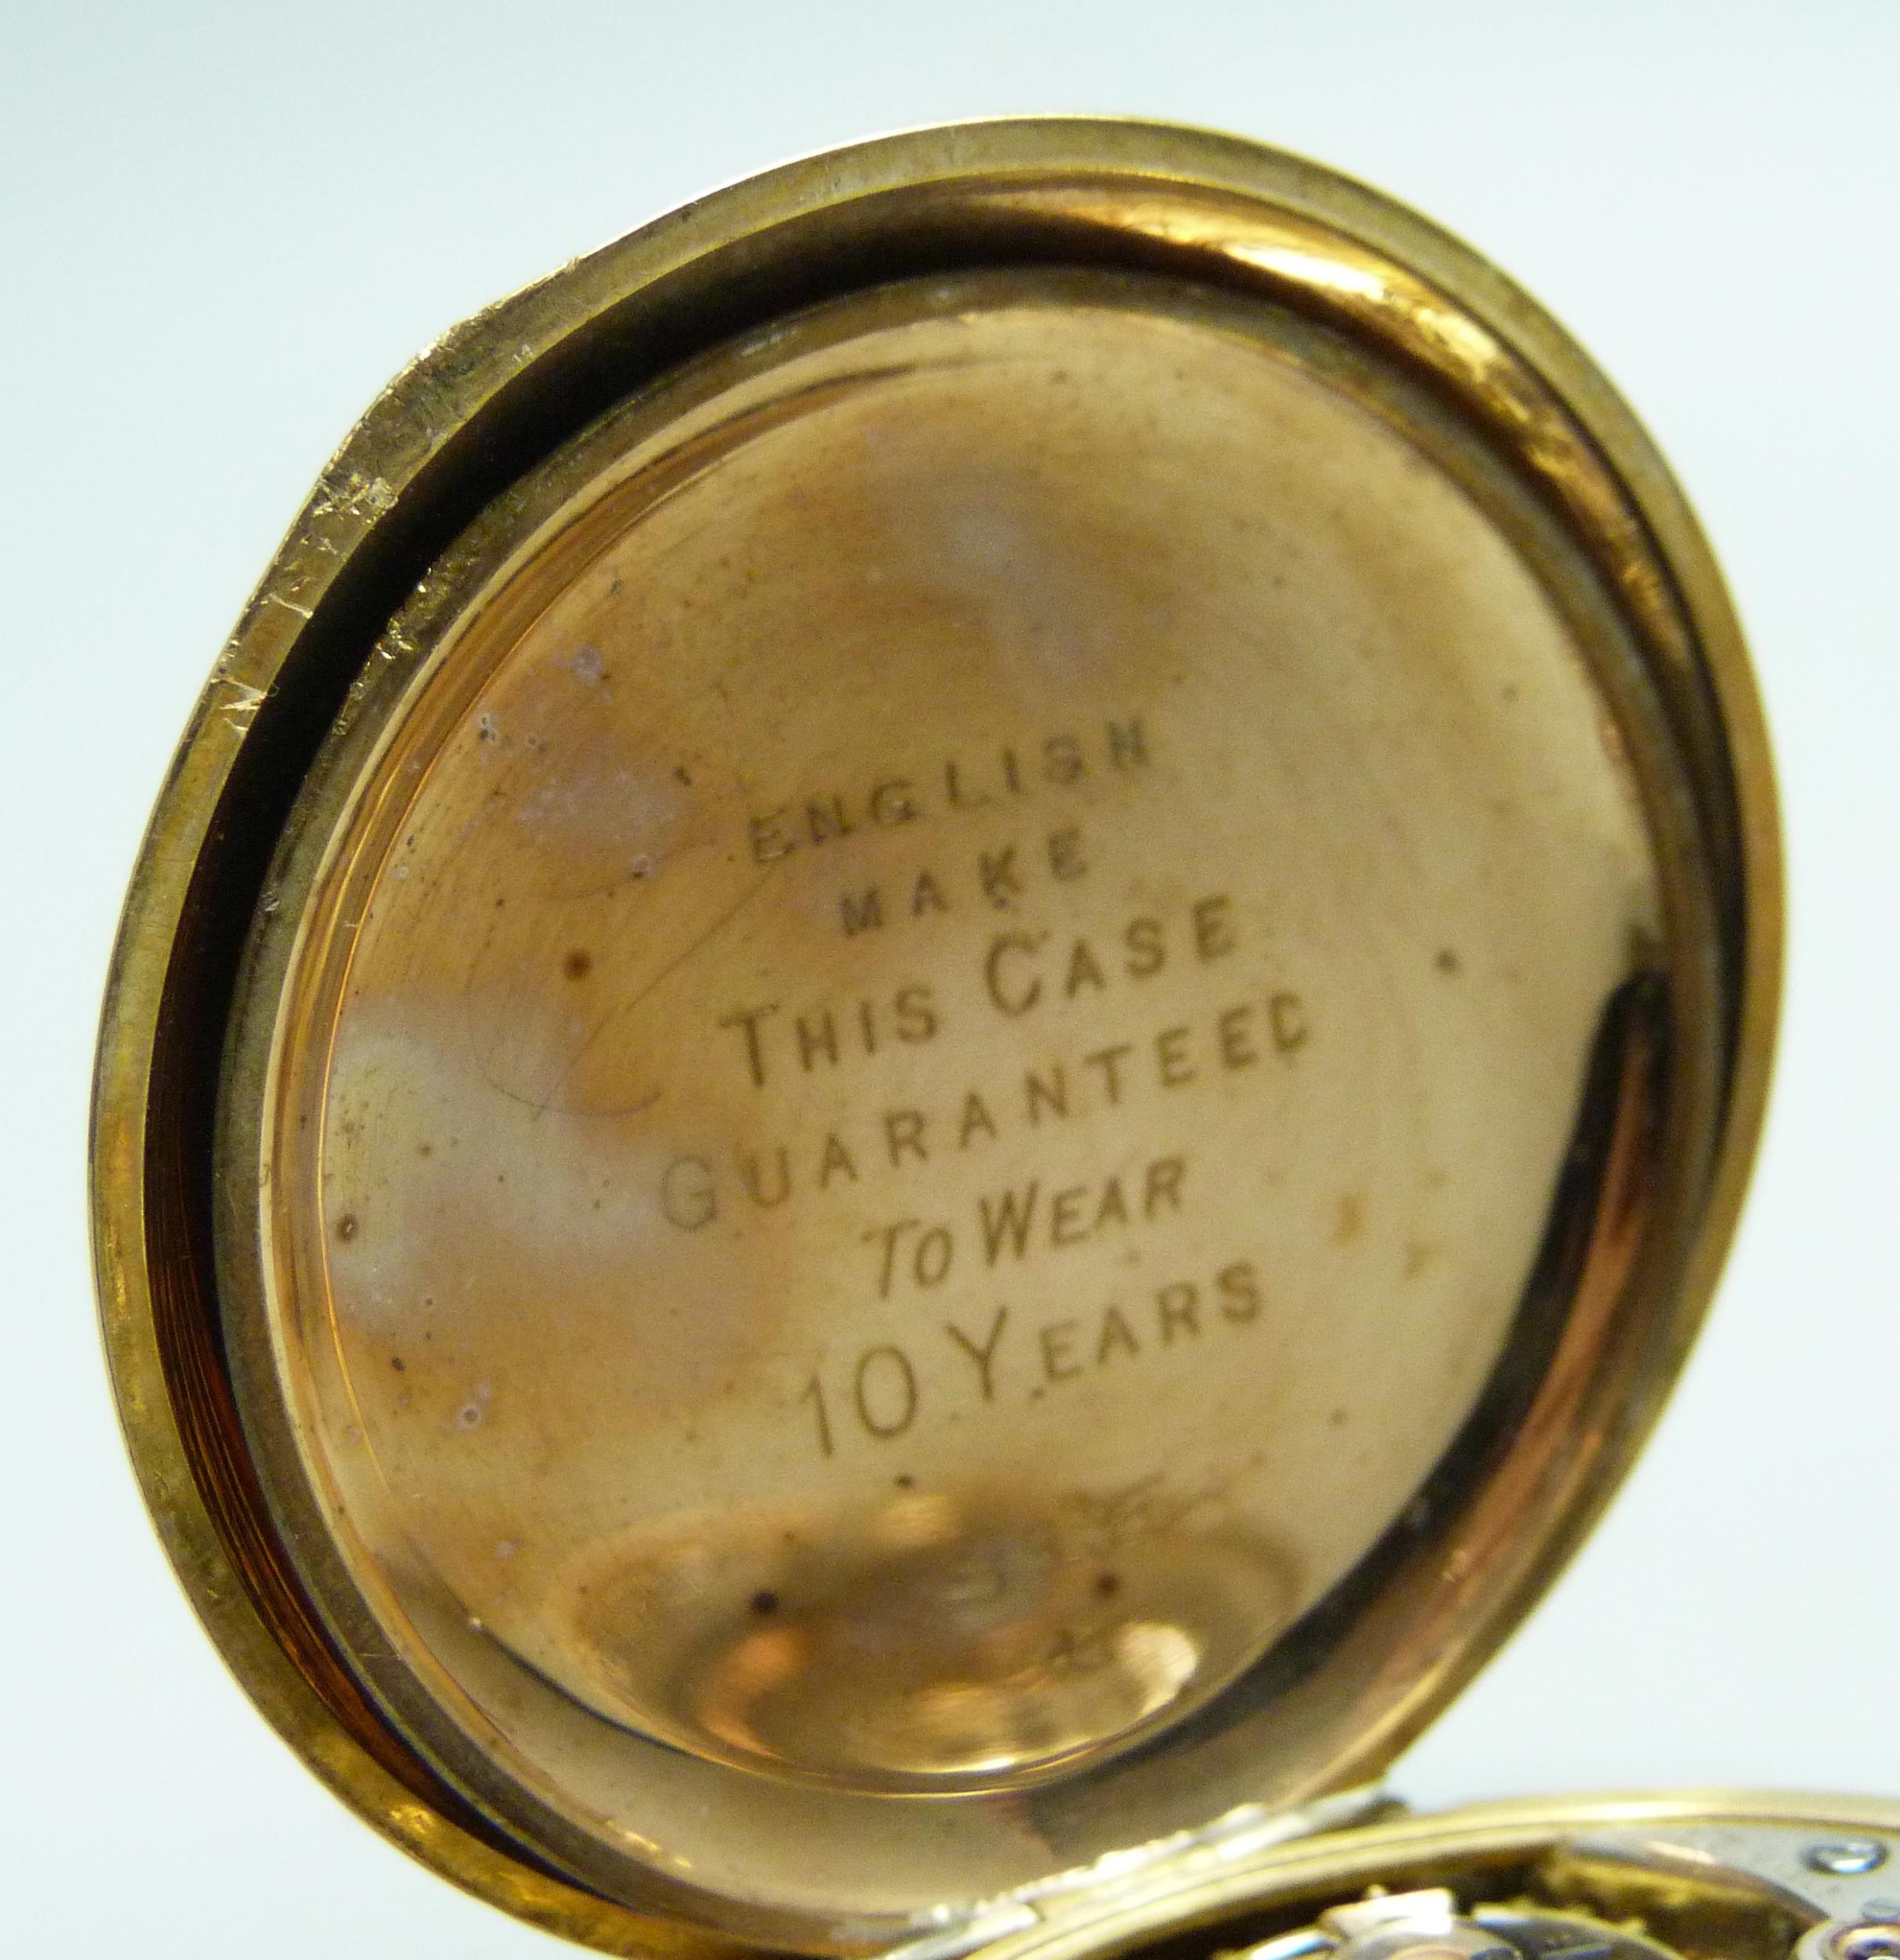 ENGLISH
MAKE
THIS CASE
GUARANTEED
TO WEAR
10 YEARS